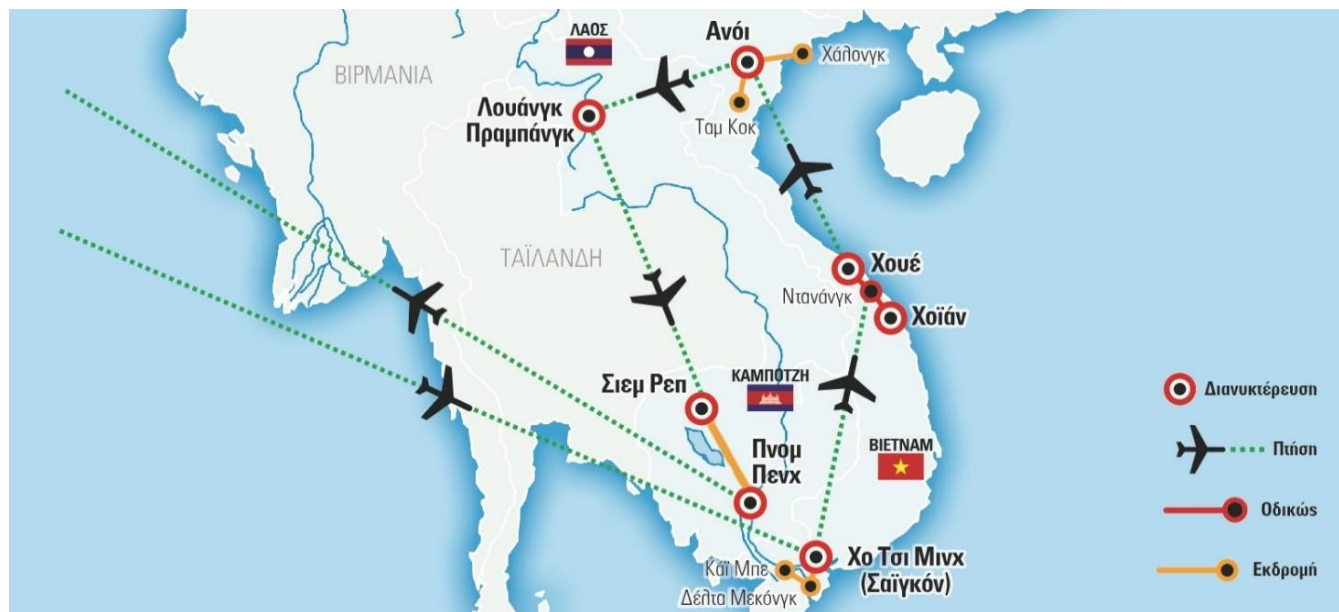 ΛΑΟΣ
Ανόι
Χάλονγκ
ΒΙΡΜΑΝΙΑ
Λουάνγκ
Πραμπάνγκ
Ταμ Κοκ
ΤΑΪΛΑΝΔΗ
Χουέ
Ντανάνγκ
Χοϊάν
Σιεμ Ρεπ
ΚΑΜΠΟΤΖΗ
Διανυκτέρευση
Πνομ
Πενχ
ΒΙΕΤΝΑΜ
Πτήση
Οδικώς
Χο Τσι Μινχ
(Σαϊγκόν)
Κάϊ Μπε
Δέλτα Μεκόνγκ
Εκδρομή